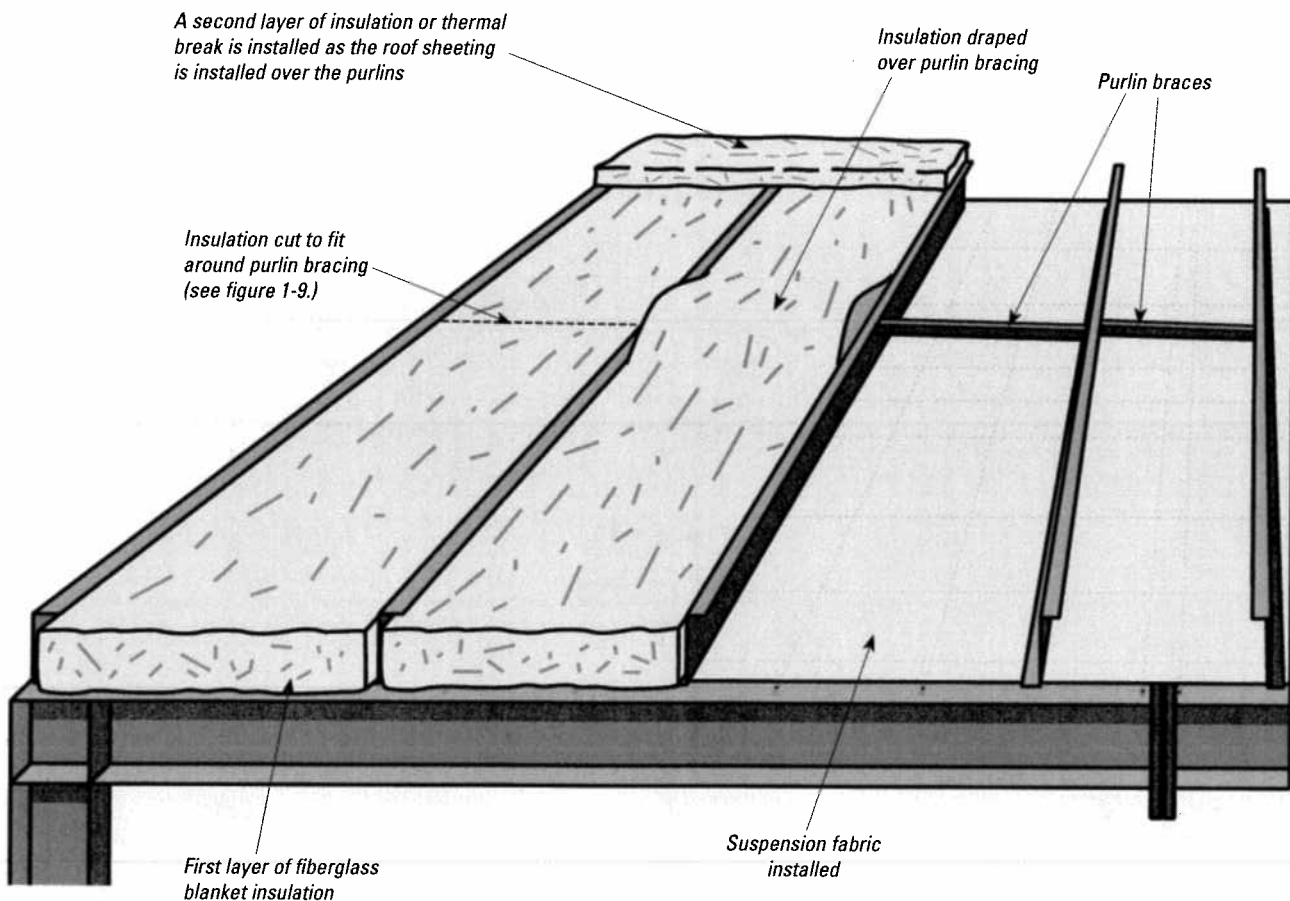 A second layer of insulation or thermal
break is installed as the roof sheeting
is installed over the purlins
Insulation draped
over purlin bracing
Purlin braces
Insulation cut to fit
around purlin bracing
(see figure 1-9.)
First layer of fiberglass
blanket insulation
Suspension fabric
installed